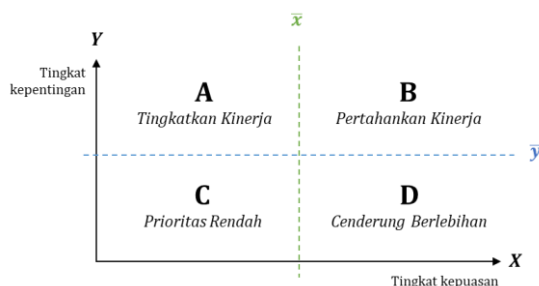 x̅
Y
Tingkat
kepentingan
A
Tingkatkan Kinerja
B
Pertahankan Kinerja
y̅
C
Prioritas Rendah
D
Cenderung Berlebihan
X
Tingkat kepuasan